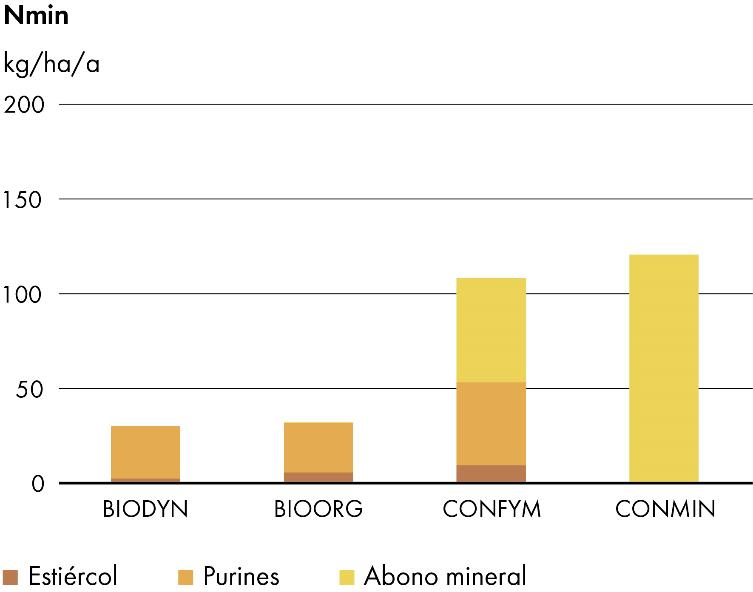 Nmin
kg/ha/a
200
150
100
50
0
BIODYN BIOORG CONFYM CONMIN
Estiércol Purines Abono mineral